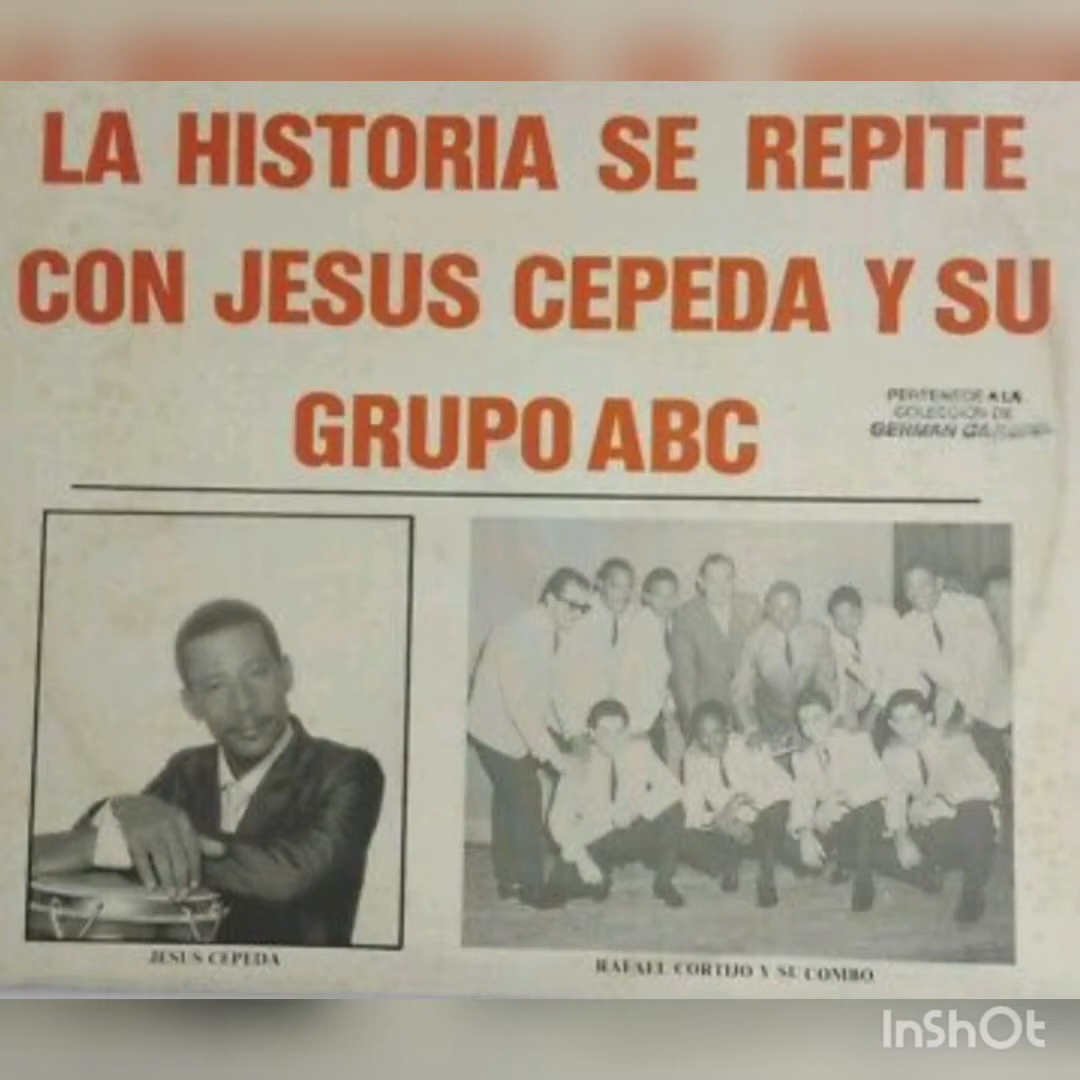 LA HISTORIA SE REPITE
CON JESUS CEPEDA Y SU
GRUPO ABC
PERTENECE A LA
COLECCION DE
GERMAN
JESUS CEPEDA
RAFAEL CORTIJO Y SU COMBO
InShOt